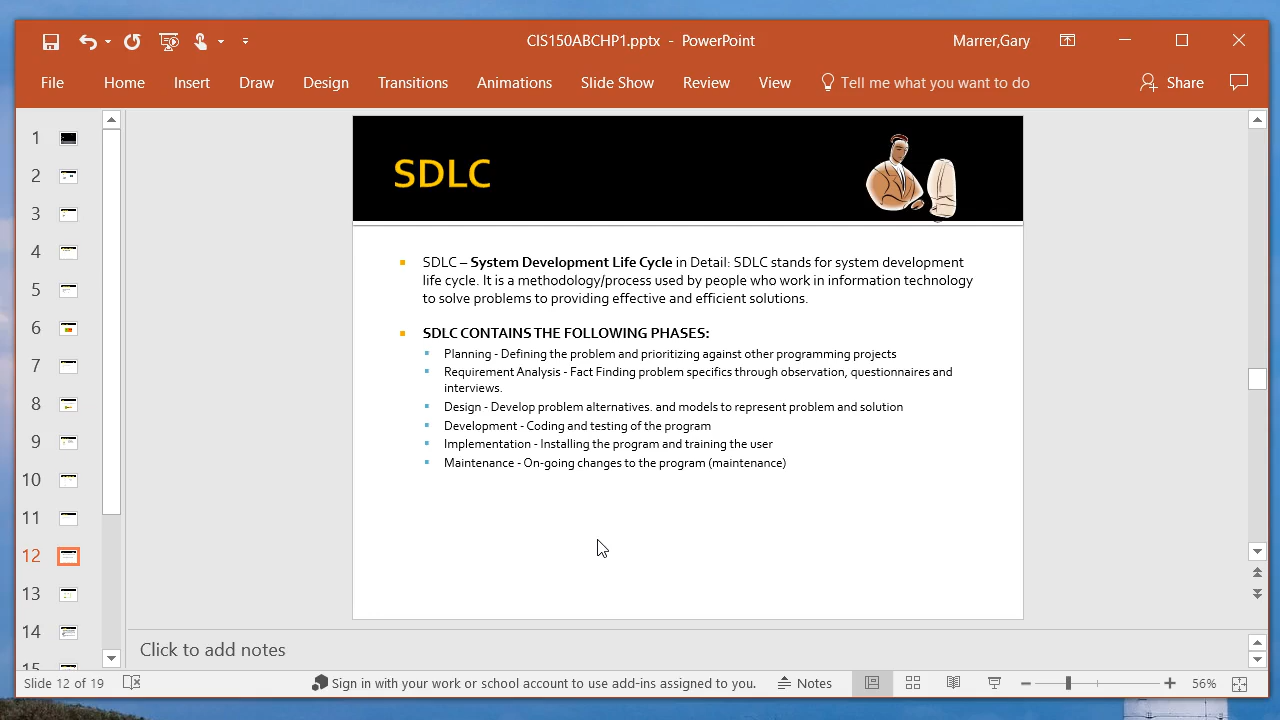 CIS150ABCHP1.pptx - PowerPoint
Marrer,Gary
File Home Insert Draw Design Transitions Animations Slide Show Review View Tell me what you want to do Share
1
2
3
4
5
6
7
8
9
10
11
12
13
14
15
SDLC
SDLC – System Development Life Cycle in Detail: SDLC stands for system development
life cycle. It is a methodology/process used by people who work in information technology
to solve problems to providing effective and efficient solutions.
SDLC CONTAINS THE FOLLOWING PHASES:
Planning - Defining the problem and prioritizing against other programming projects
Requirement Analysis - Fact Finding problem specifics through observation, questionnaires and
interviews.
Design - Develop problem alternatives. and models to represent problem and solution
Development - Coding and testing of the program
Implementation - Installing the program and training the user
Maintenance - On-going changes to the program (maintenance)
Click to add notes
Slide 12 of 19 Sign in with your work or school account to use add-ins assigned to you. Notes 56%